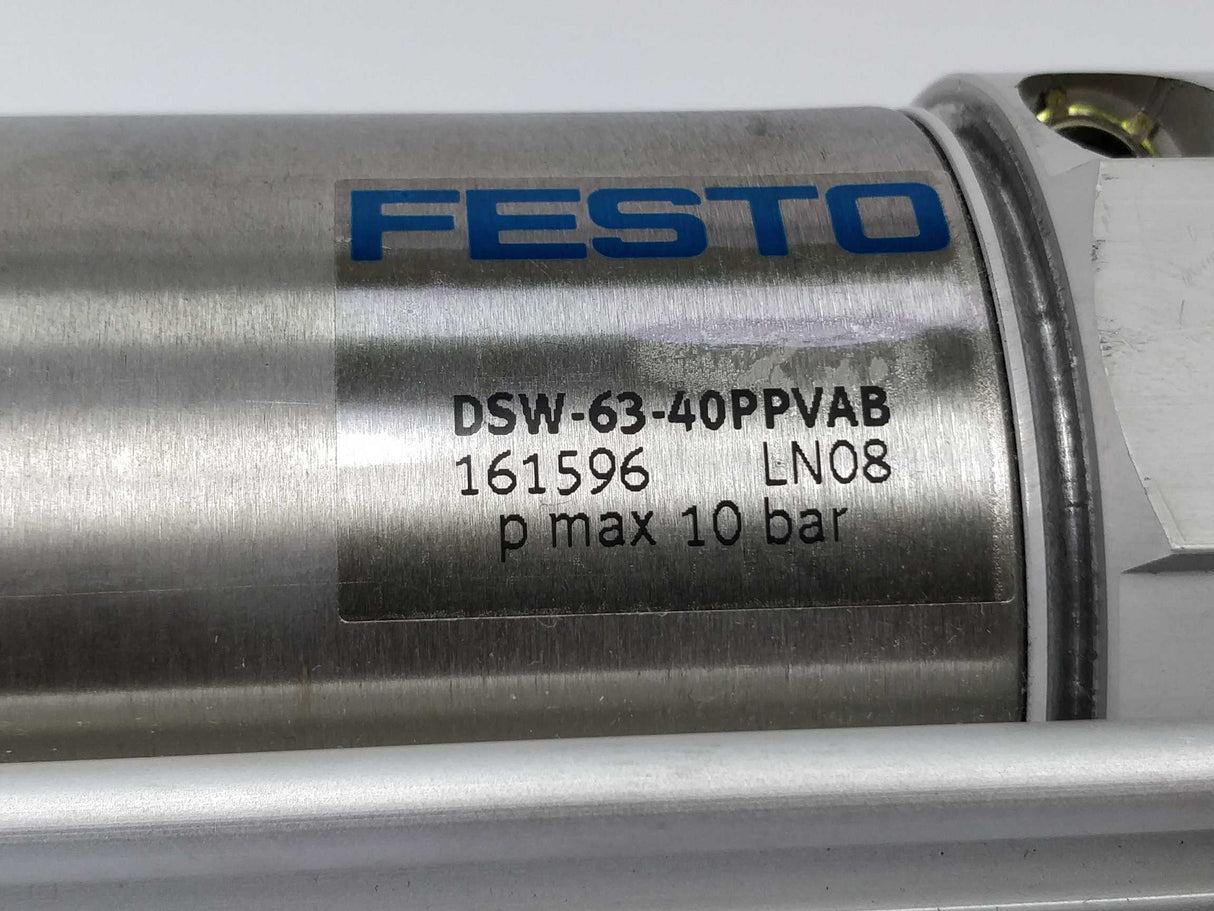 FESTO
DSW-63-40PPVAB
161596 LN08
p max 10 bar